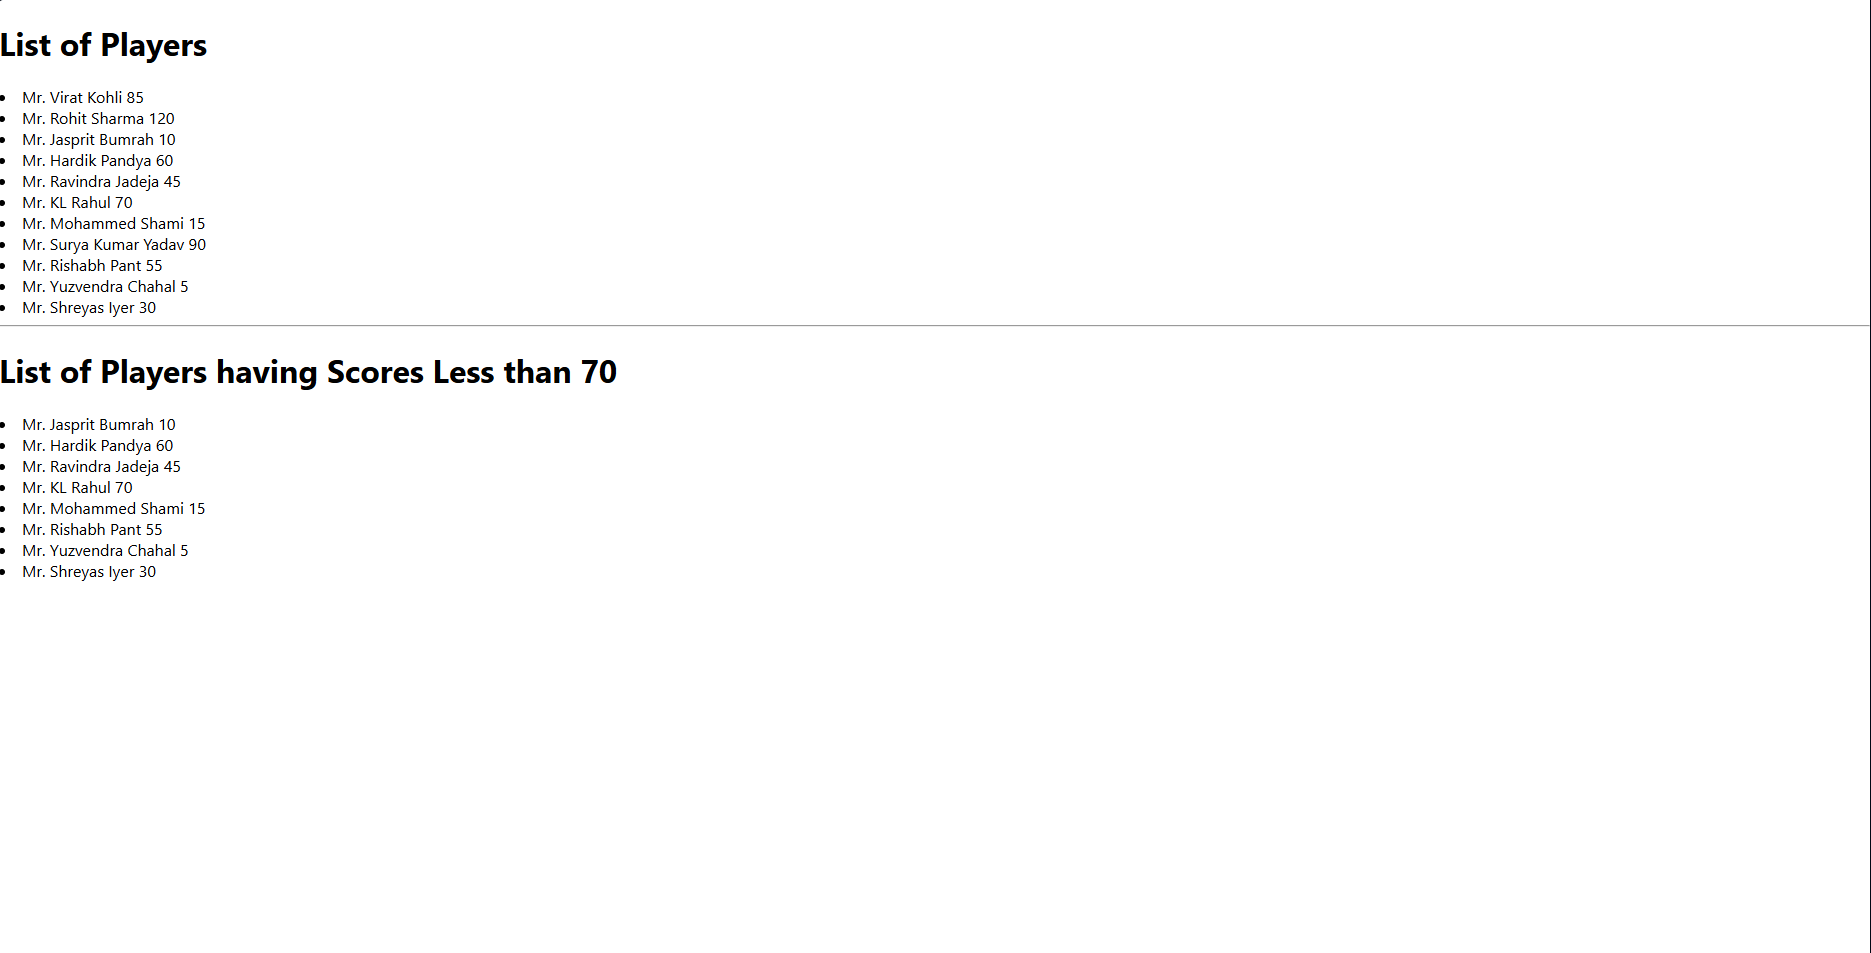 List of Players
Mr. Virat Kohli 85
Mr. Rohit Sharma 120
Mr. Jasprit Bumrah 10
Mr. Hardik Pandya 60
Mr. Ravindra Jadeja 45
Mr. KL Rahul 70
Mr. Mohammed Shami 15
Mr. Surya Kumar Yadav 90
Mr. Rishabh Pant 55
Mr. Yuzvendra Chahal 5
Mr. Shreyas Iyer 30
List of Players having Scores Less than 70
Mr. Jasprit Bumrah 10
Mr. Hardik Pandya 60
Mr. Ravindra Jadeja 45
Mr. KL Rahul 70
Mr. Mohammed Shami 15
Mr. Rishabh Pant 55
Mr. Yuzvendra Chahal 5
Mr. Shreyas Iyer 30